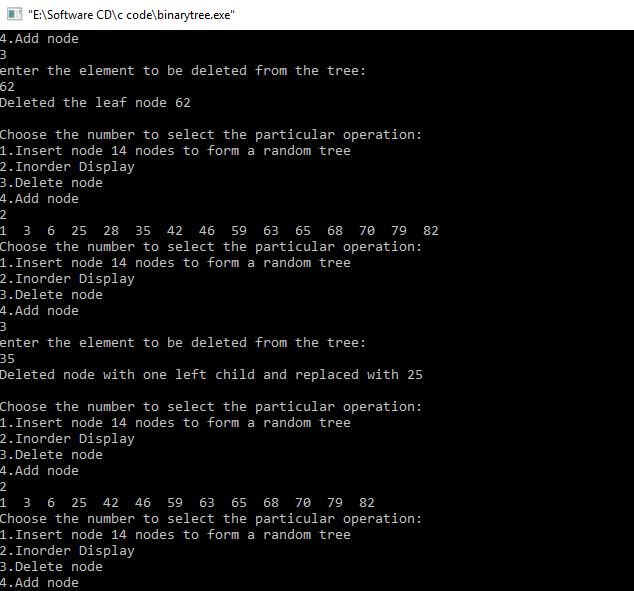 "E:\Software CD\c code\binarytree.exe"
4.Add node
3
enter the element to be deleted from the tree:
62
Deleted the leaf node 62
Choose the number to select the particular operation:
1.Insert node 14 nodes to form a random tree
2.Inorder Display
3.Delete node
4.Add node
2
1  3  6  25  28  35  42  46  59  63  65  68  70  79  82
Choose the number to select the particular operation:
1.Insert node 14 nodes to form a random tree
2.Inorder Display
3.Delete node
4.Add node
3
enter the element to be deleted from the tree:
35
Deleted node with one left child and replaced with 25
Choose the number to select the particular operation:
1.Insert node 14 nodes to form a random tree
2.Inorder Display
3.Delete node
4.Add node
2
1  3  6  25  42  46  59  63  65  68  70  79  82
Choose the number to select the particular operation:
1.Insert node 14 nodes to form a random tree
2.Inorder Display
3.Delete node
4.Add node